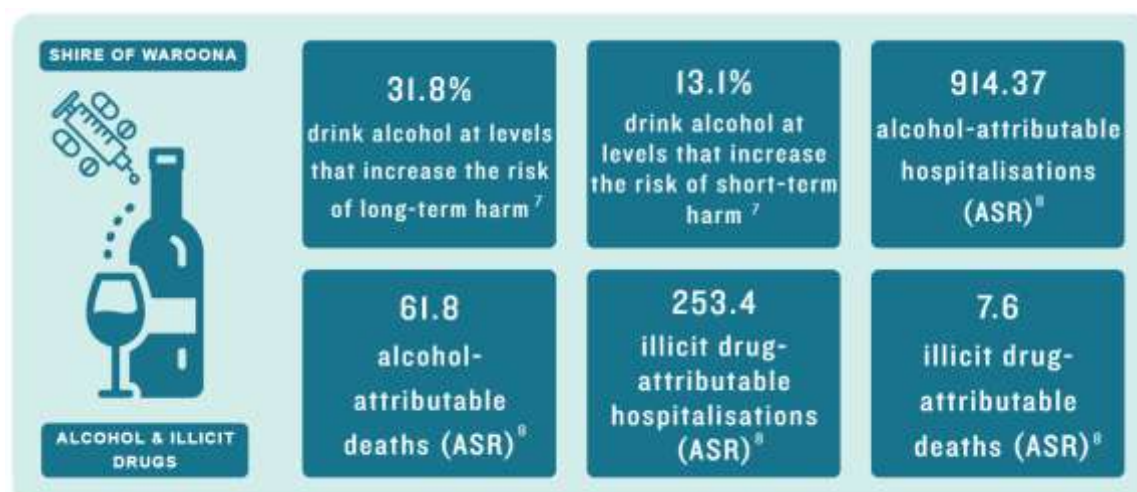 SHIRE OF WAROONA
31.8%
drink alcohol at levels
that increase the risk
of long-term harm 7
13.1%
drink alcohol at
levels that increase
the risk of short-term
harm 7
914.37
alcohol-attributable
hospitalisations
(ASR)8
61.8
alcohol-
attributable
deaths (ASR)8
253.4
illicit drug-
attributable
hospitalisations
(ASR)8
7.6
illicit drug-
attributable
deaths (ASR)8
ALCOHOL & ILLICIT
DRUGS